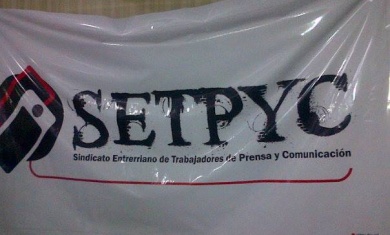 SETPYC
Sindicato Entrerriano de Trabajadores de Prensa y Comunicación